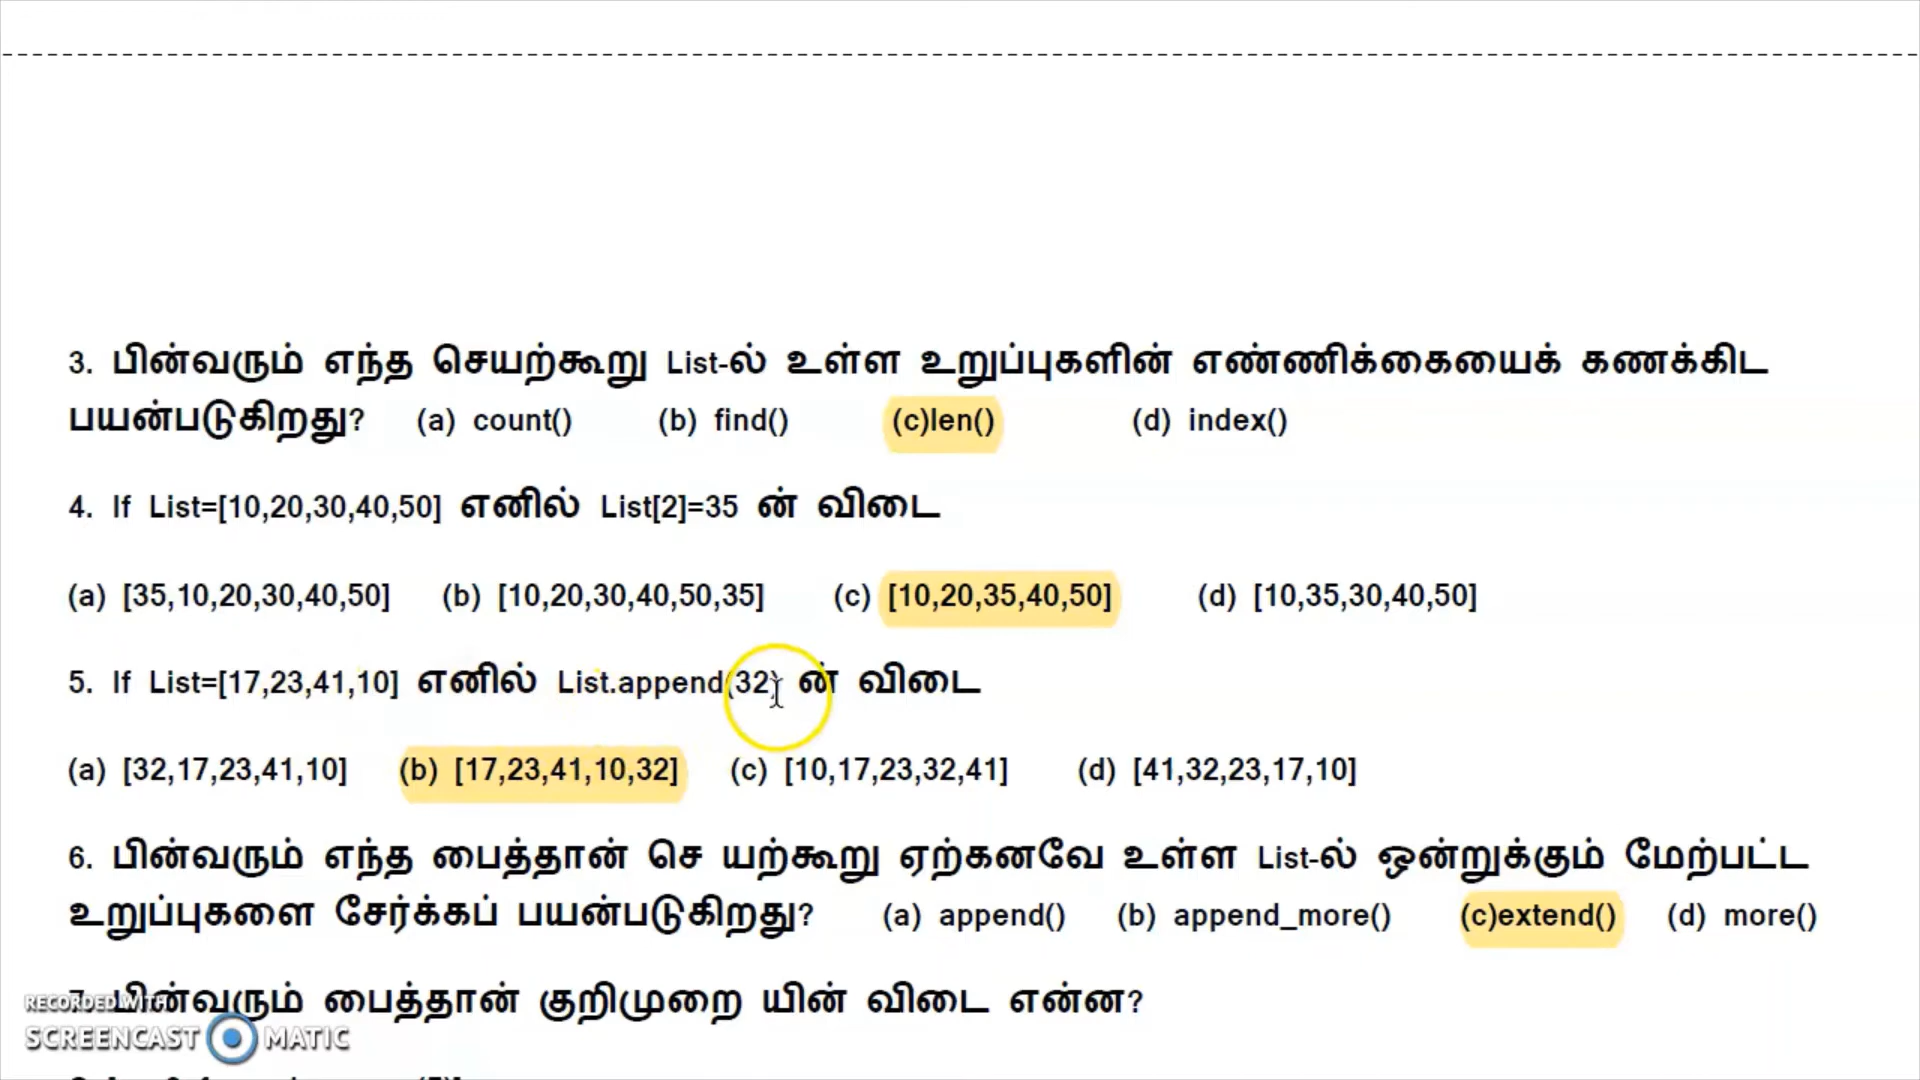 3. பின்வரும் எந்த செயற்கூறு List-ல் உள்ள உறுப்புகளின் எண்ணிக்கையைக் கணக்கிட
பயன்படுகிறது? (a) count() (b) find() (c)len() (d) index()
4. If List=[10,20,30,40,50] எனில் List[2]=35 ன் விடை
(a) [35,10,20,30,40,50] (b) [10,20,30,40,50,35] (c) [10,20,35,40,50] (d) [10,35,30,40,50]
5. If List=[17,23,41,10] எனில் List.append(32) ன் விடை
(a) [32,17,23,41,10] (b) [17,23,41,10,32] (c) [10,17,23,32,41] (d) [41,32,23,17,10]
6. பின்வரும் எந்த பைத்தான் செ யற்கூறு ஏற்கனவே உள்ள List-ல் ஒன்றுக்கும் மேற்பட்ட
உறுப்புகளை சேர்க்கப் பயன்படுகிறது? (a) append() (b) append_more() (c)extend() (d) more()
7. பின்வரும் பைத்தான் குறிமுறை யின் விடை என்ன?
RECORDED WITH
SCREENCAST MATIC